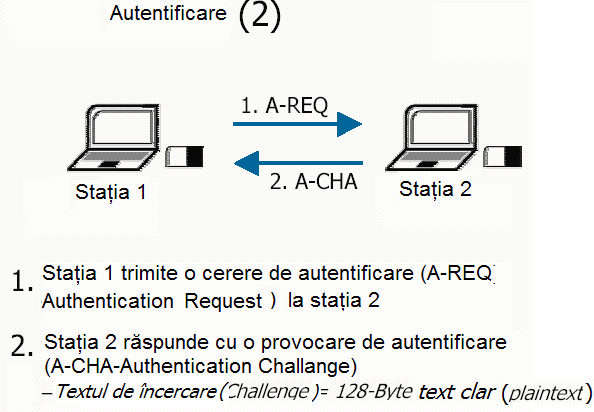 Autentificare (2)
1. A-REQ
2. A-CHA
Stația 1
Stația 2
1. Stația 1 trimite o cerere de autentificare (A-REQ
Authentication Request ) la stația 2
2. Stația 2 răspunde cu o provocare de autentificare
(A-CHA-Authentication Challange)
– Textul de încercare (Challenge )= 128-Byte text clar (plaintext)